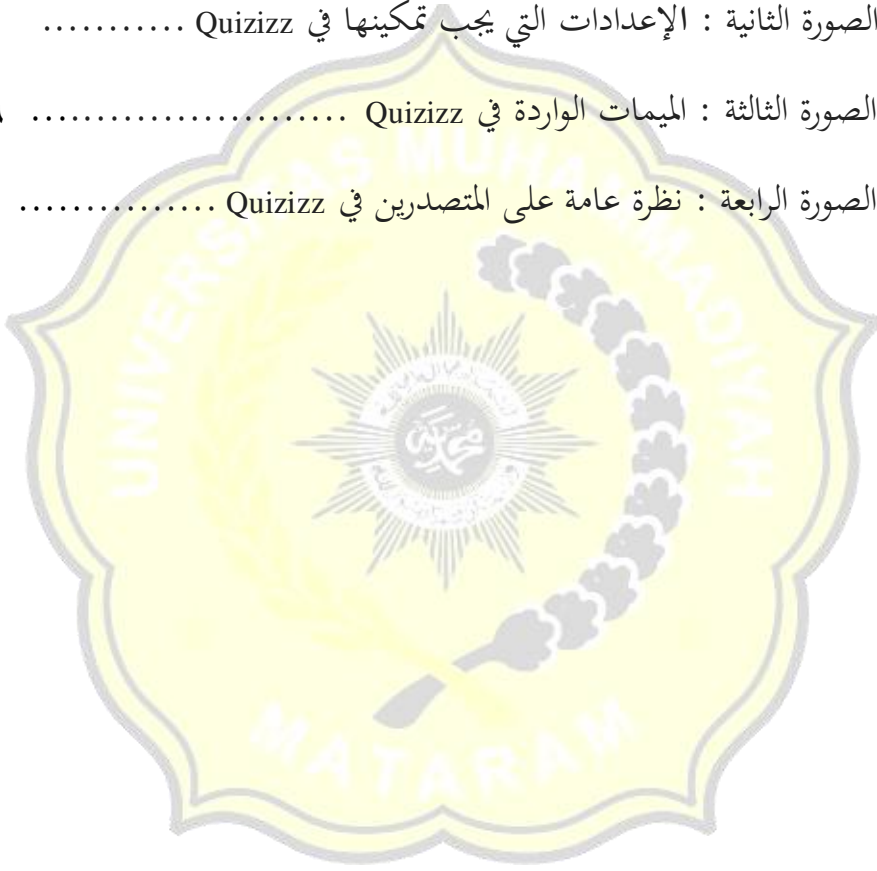 الصورة الثانية : الإعدادات التي يجب تمكينها في Quizizz ...........
الصورة الثالثة : الميمات الواردة في Quizizz ........................
الصورة الرابعة : نظرة عامة على المتصدرين في Quizizz ...............
UNIVERSITAS MUHAMMADIYAH
MATARAM